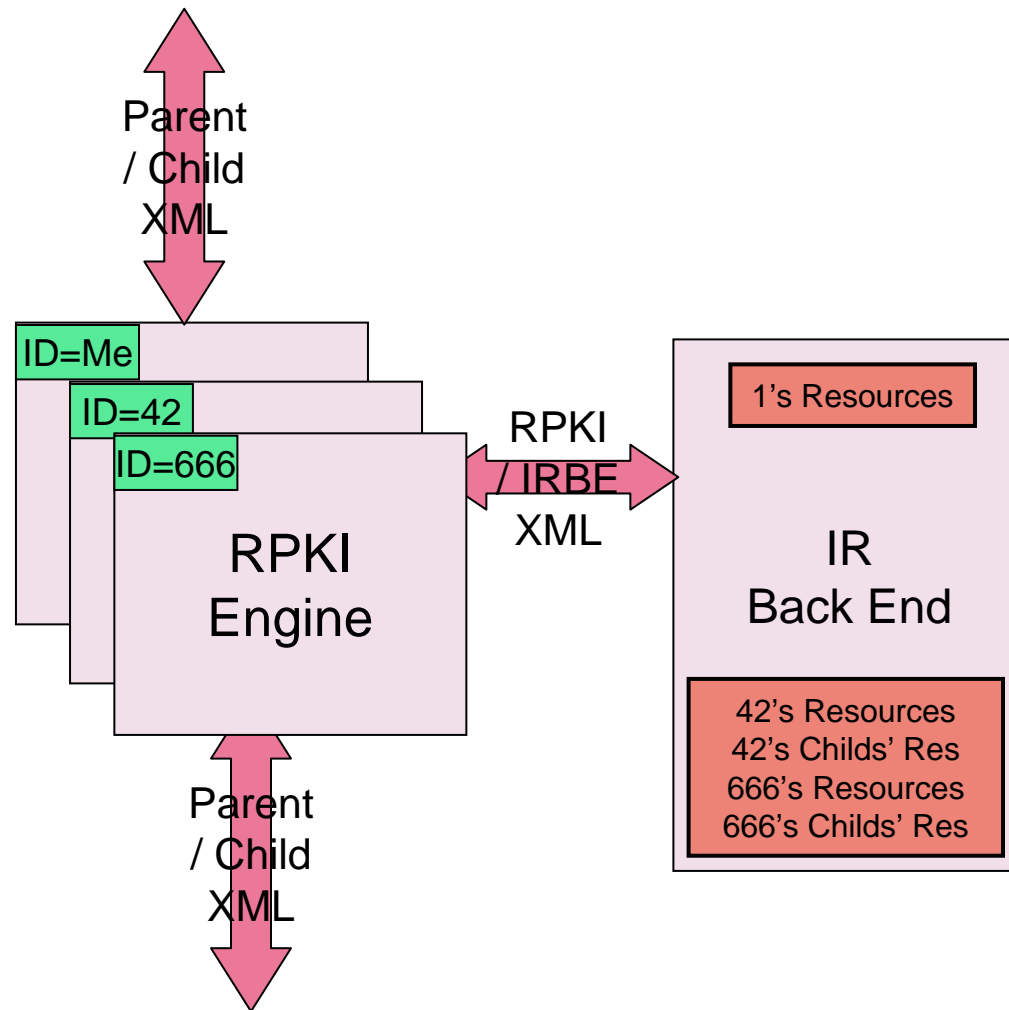 Parent
/ Child
XML
ID=Me
ID=42
ID=666
RPKI
Engine
RPKI
/ IRBE
XML
1's Resources
IR
Back End
42’s Resources
42’s Childs’ Res
666’s Resources
666’s Childs’ Res
Parent
/ Child
XML